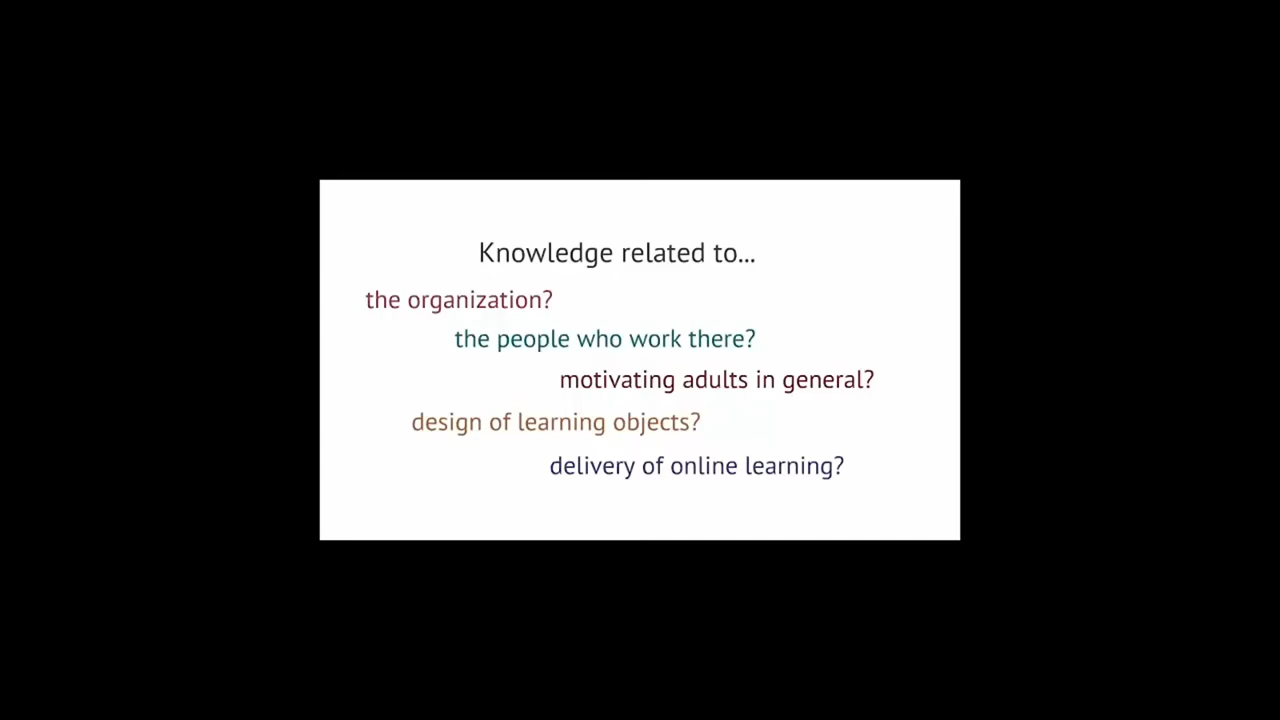 Knowledge related to...
the organization?
the people who work there?
motivating adults in general?
design of learning objects?
delivery of online learning?